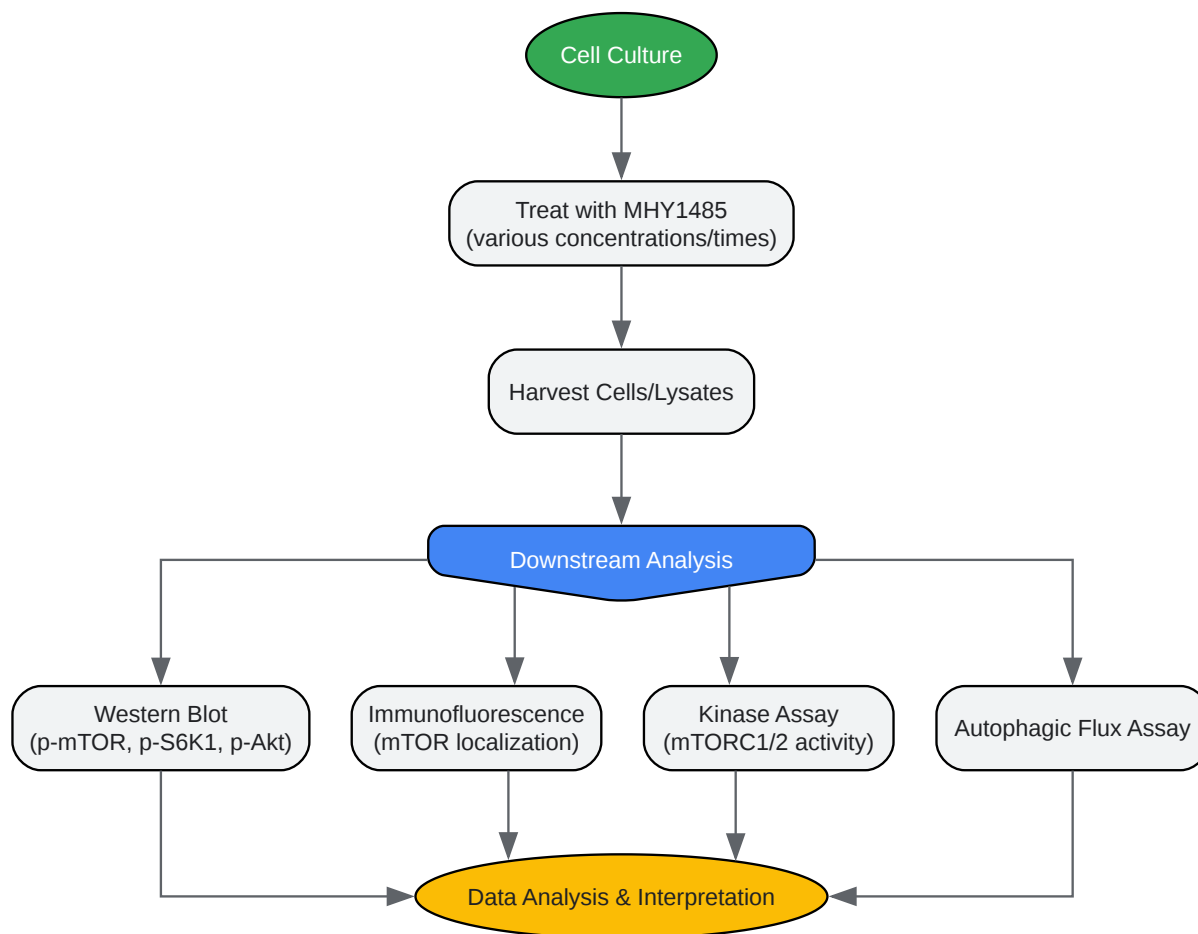 Cell Culture
Treat with MHY1485
(various concentrations/times)
Harvest Cells/Lysates
Downstream Analysis
Western Blot
(p-mTOR, p-S6K1, p-Akt)
Immunofluorescence
(mTOR localization)
Kinase Assay
(mTORC1/2 activity)
Autophagic Flux Assay
Data Analysis & Interpretation